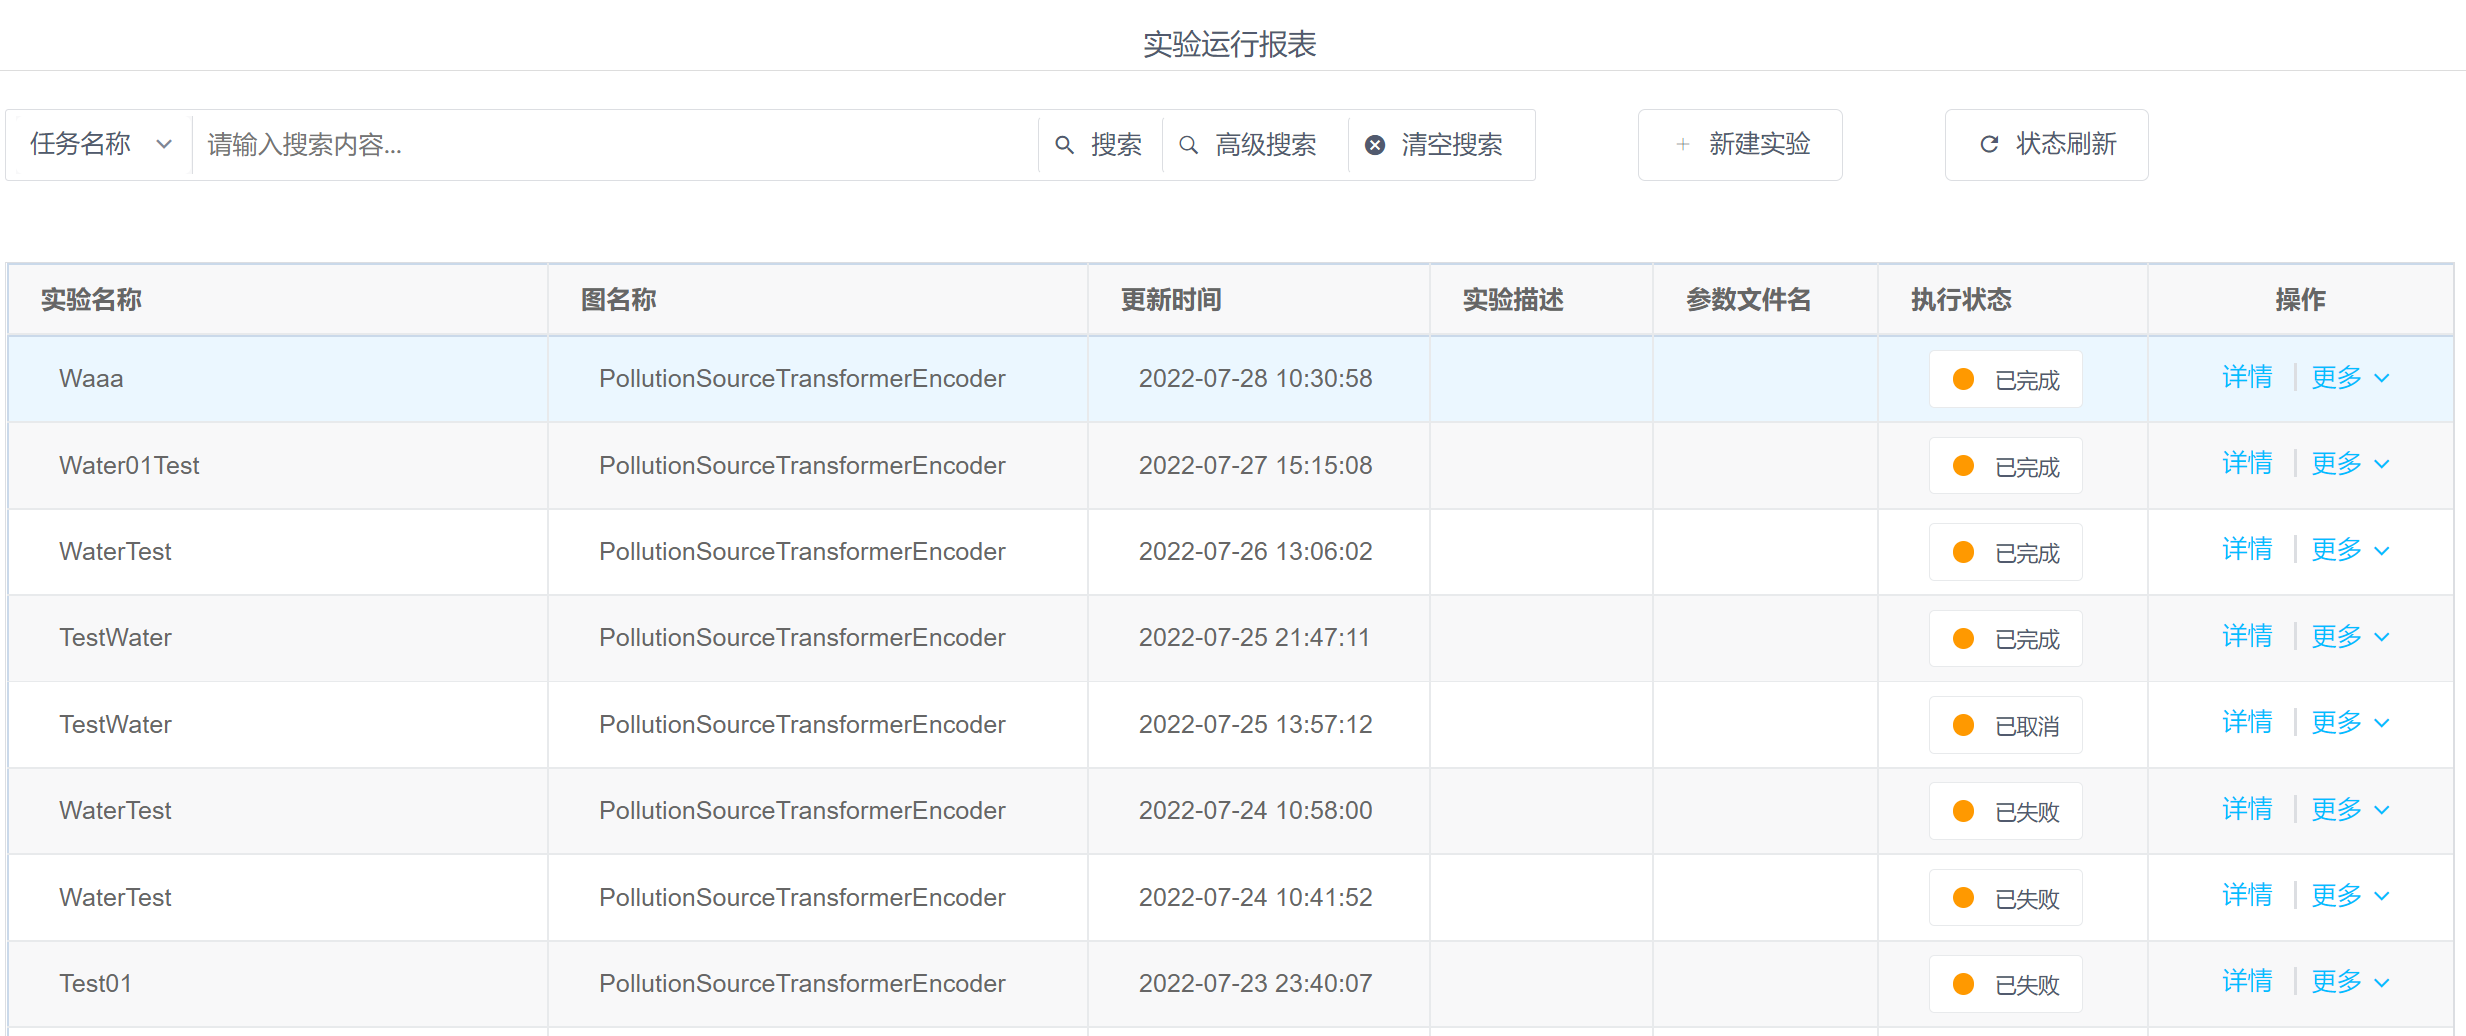 实验运行报表
任务名称 请输入搜索内容... 搜索 高级搜索 清空搜索 新建实验 状态刷新
实验名称 图名称 更新时间 实验描述 参数文件名 执行状态 操作
Waaa PollutionSourceTransformerEncoder 2022-07-28 10:30:58 已完成 详情 更多
Water01Test PollutionSourceTransformerEncoder 2022-07-27 15:15:08 已完成 详情 更多
WaterTest PollutionSourceTransformerEncoder 2022-07-26 13:06:02 已完成 详情 更多
TestWater PollutionSourceTransformerEncoder 2022-07-25 21:47:11 已完成 详情 更多
TestWater PollutionSourceTransformerEncoder 2022-07-25 13:57:12 已取消 详情 更多
WaterTest PollutionSourceTransformerEncoder 2022-07-24 10:58:00 已失败 详情 更多
WaterTest PollutionSourceTransformerEncoder 2022-07-24 10:41:52 已失败 详情 更多
Test01 PollutionSourceTransformerEncoder 2022-07-23 23:40:07 已失败 详情 更多